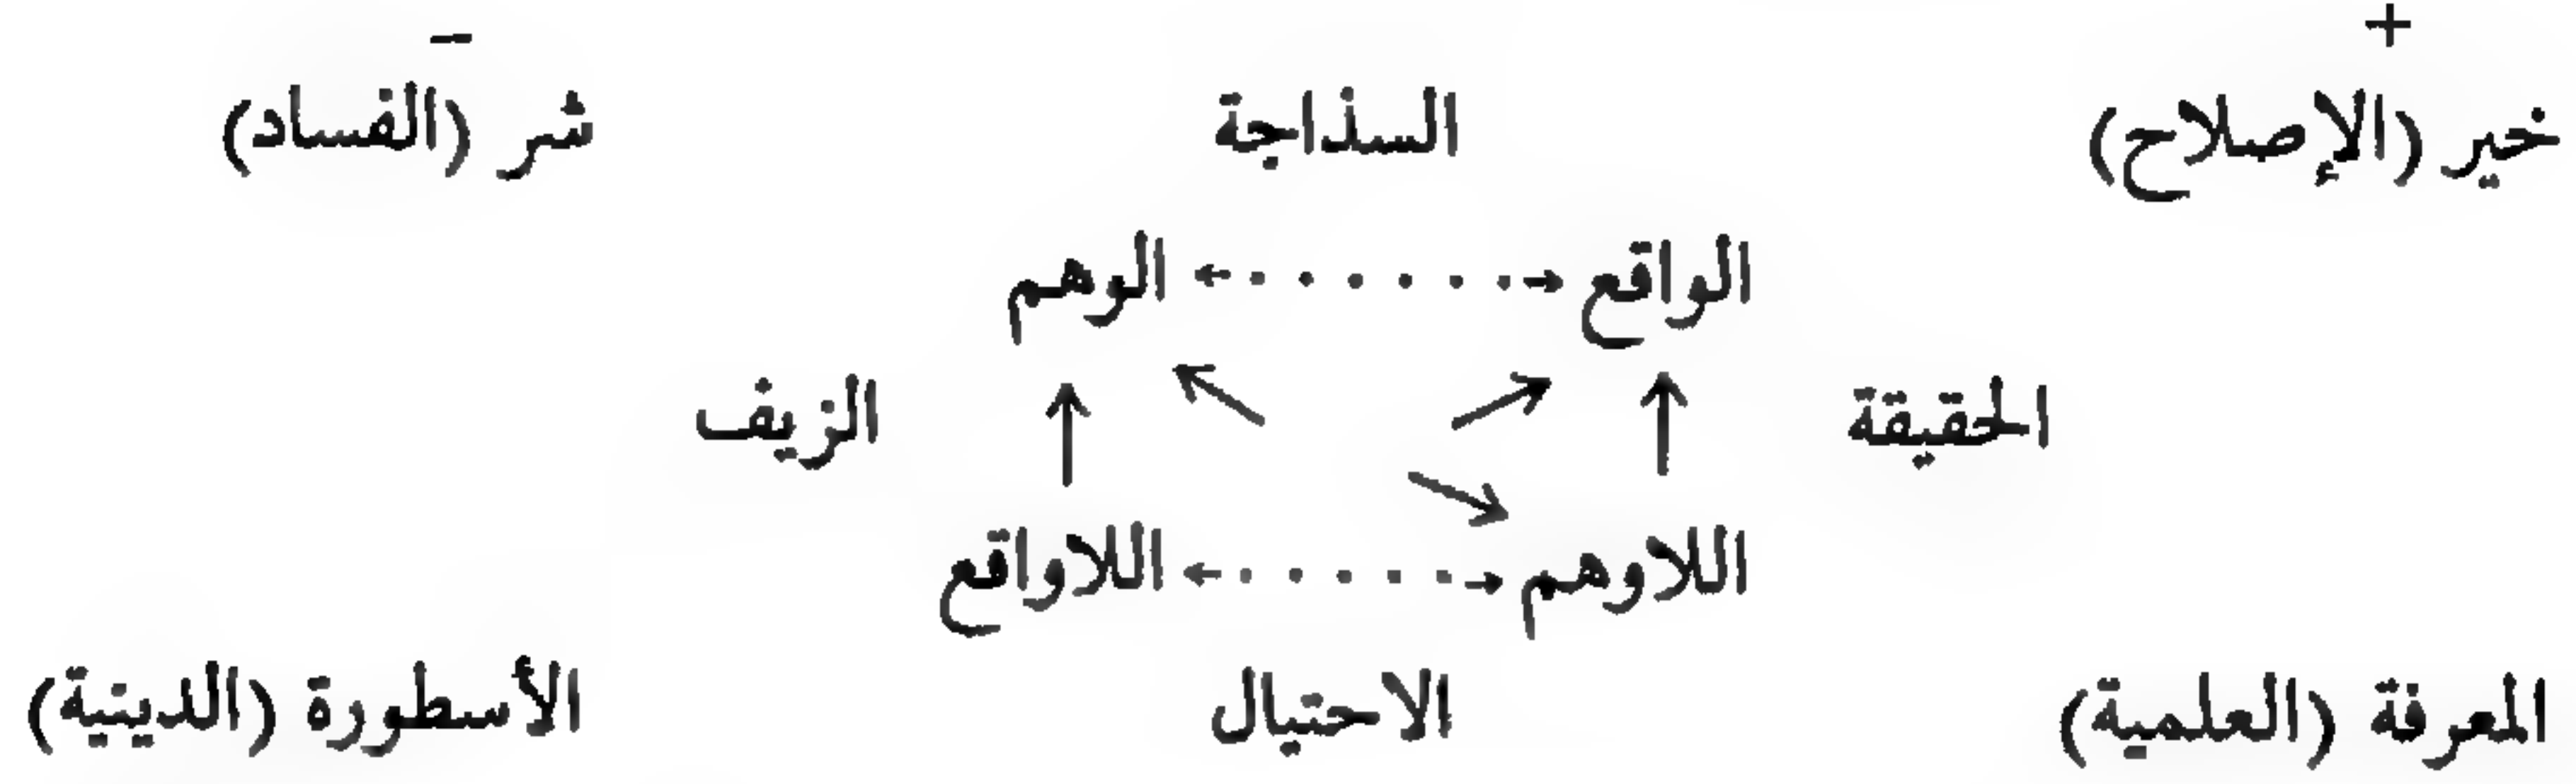 + -
خير (الإصلاح) السذاجة شر (الفساد)
الواقع الوهم
الحقيقة الزيف
اللاوهم اللاواقع
المعرفة (العلمية) الاحتيال الأسطورة (الدينية)